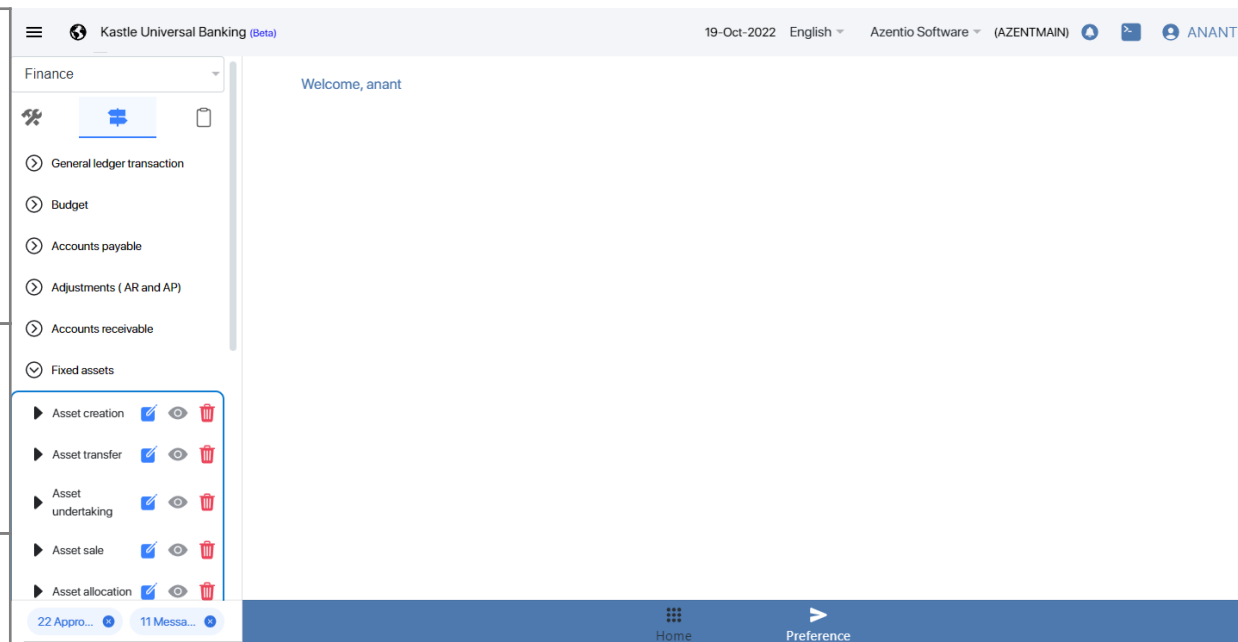 Kastle Universal Banking (Beta)
19-Oct-2022 English Azentio Software (AZENTMAIN) ANANT
Finance
Welcome, anant
General ledger transaction
Budget
Accounts payable
Adjustments ( AR and AP)
Accounts receivable
Fixed assets
Asset creation
Asset transfer
Asset
undertaking
Asset sale
Asset allocation
22 Appro... 11 Messa...
Home Preference